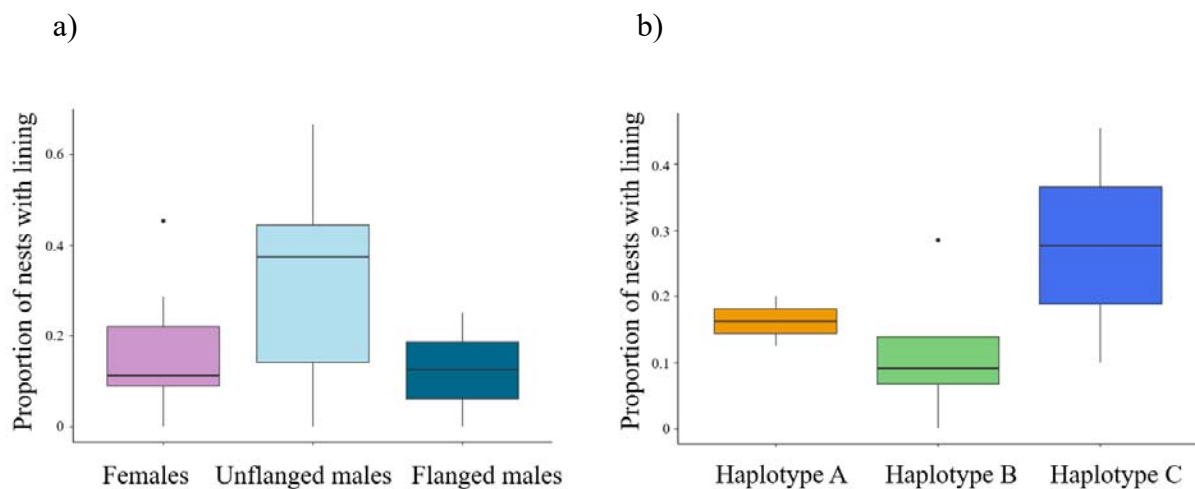 a)
Proportion of nests with lining
0.6
0.4
0.2
0
Females
Unflanged males
Flanged males
b)
Proportion of nests with lining
0.4
0.3
0.2
0.1
0
Haplotype A
Haplotype B
Haplotype C